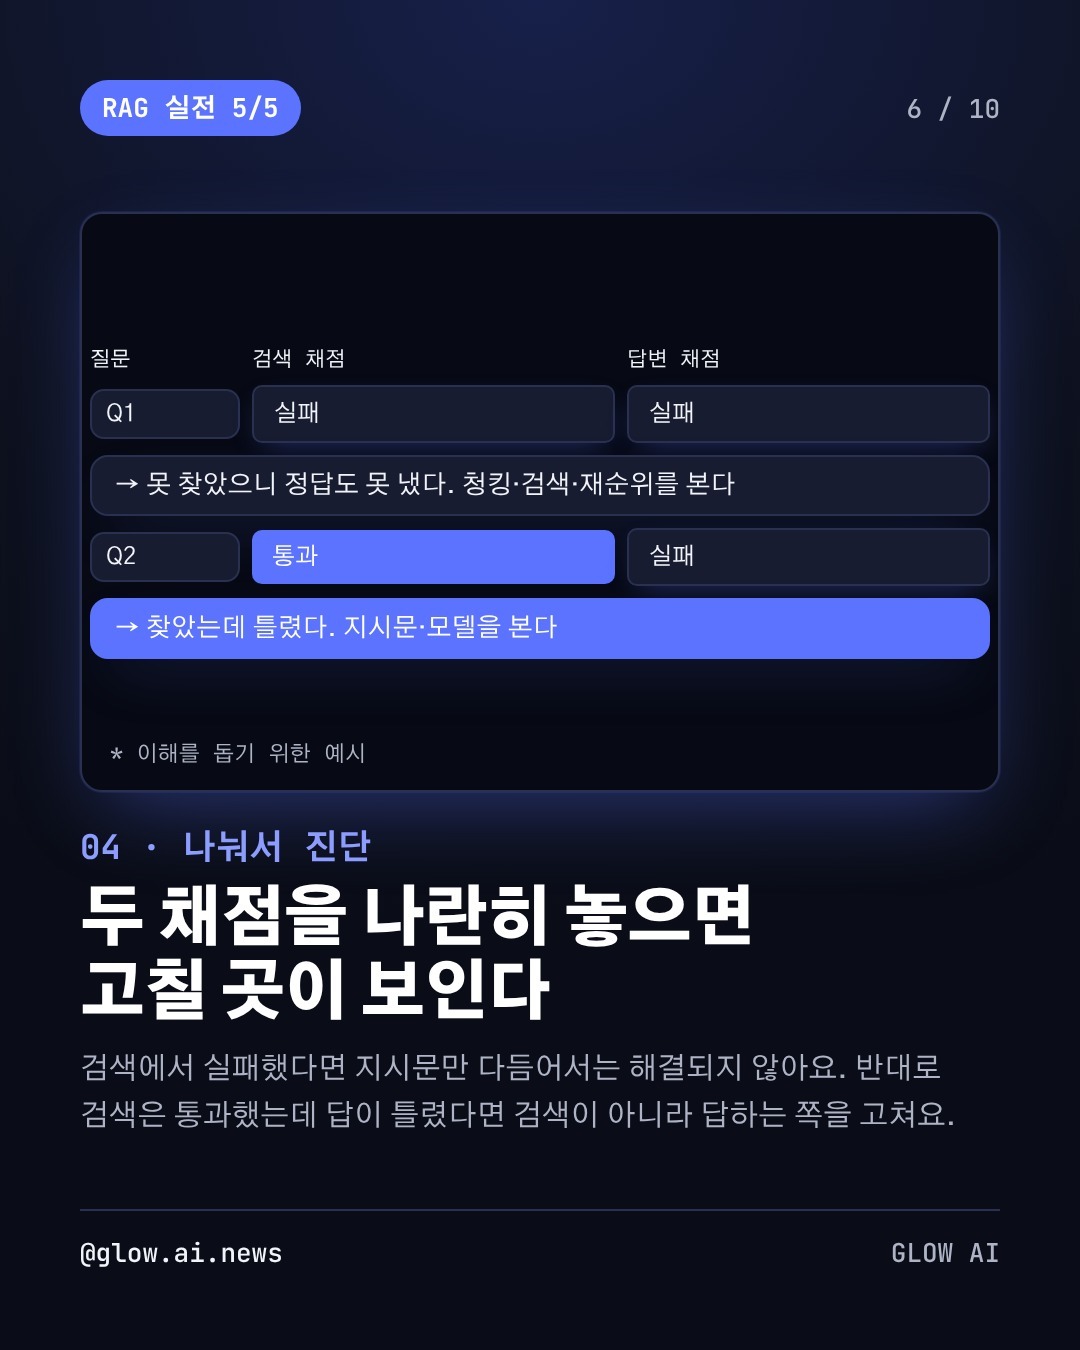 RAG 실전 5/5
6 / 10
질문 검색 채점 답변 채점
Q1 실패 실패
→ 못 찾았으니 정답도 못 냈다. 청킹·검색·재순위를 본다
Q2 통과 실패
→ 찾았는데 틀렸다. 지시문·모델을 본다
* 이해를 돕기 위한 예시
04 · 나눠서 진단
두 채점을 나란히 놓으면
고칠 곳이 보인다
검색에서 실패했다면 지시문만 다듬어서는 해결되지 않아요. 반대로
검색은 통과했는데 답이 틀렸다면 검색이 아니라 답하는 쪽을 고쳐요.
@glow.ai.news
GLOW AI